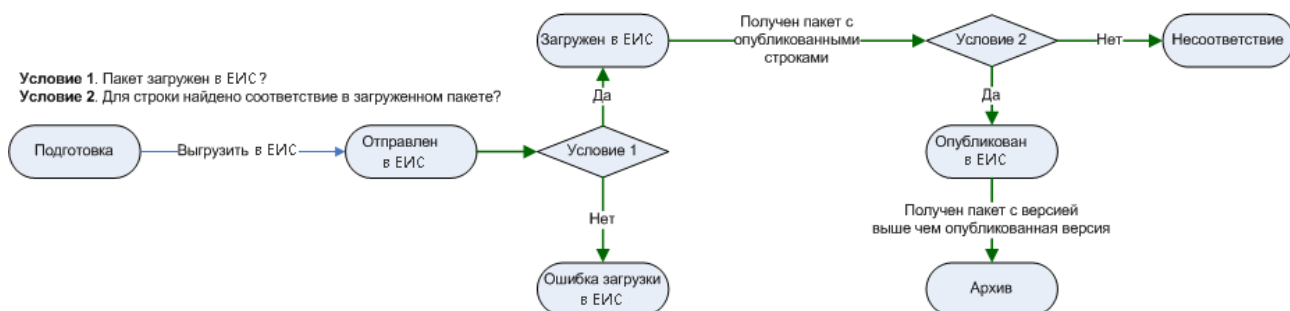 Условие 1. Пакет загружен в ЕИС?
Условие 2. Для строки найдено соответствие в загруженном пакете?
Подготовка
Выгрузить в ЕИС
Отправлен
в ЕИС
Условие 1
Да
Загружен в ЕИС
Нет
Ошибка загрузки
в ЕИС
Получен пакет с
опубликованными
строками
Условие 2
Нет
Несоответствие
Да
Опубликован
в ЕИС
Получен пакет с версией
выше чем опубликованная версия
Архив